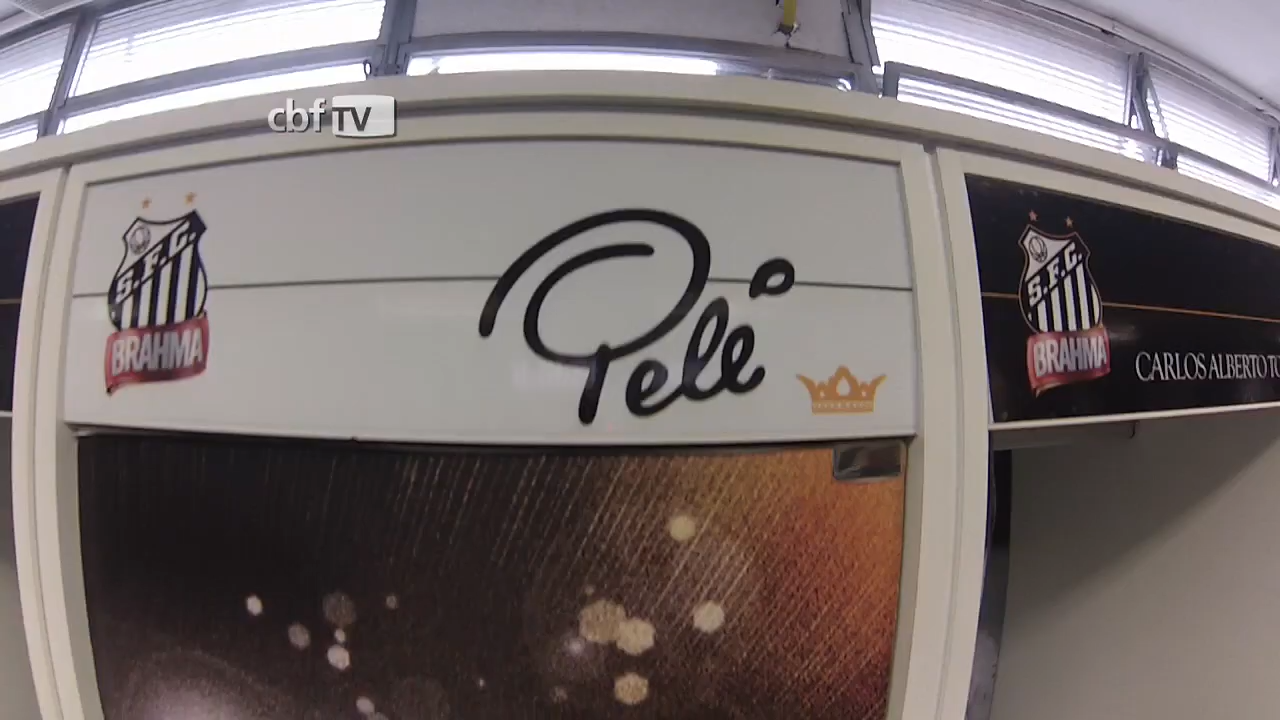 cbf TV
S.F.C.
BRAHMA
Pelé
S.F.C.
BRAHMA
CARLOS ALBERTO